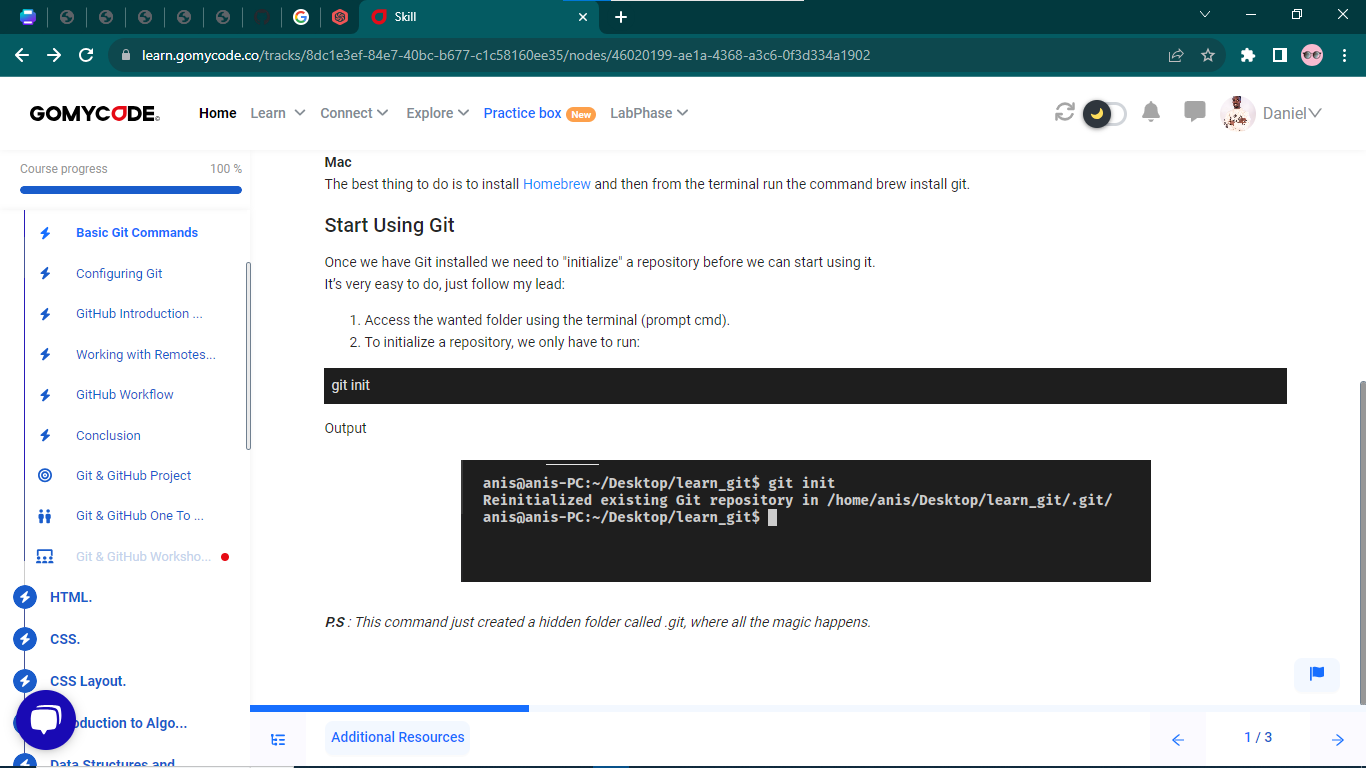 Skill
learn.gomycode.co/tracks/8dc1e3ef-84e7-40bc-b677-c1c58160ee35/nodes/46020199-ae1a-4368-a3c6-0f3d334a1902
GOMYCODE
Home
Learn
Connect
Explore
Practice box
New
LabPhase
Daniel
Course progress
100 %
Basic Git Commands
Configuring Git
GitHub Introduction ...
Working with Remotes...
GitHub Workflow
Conclusion
Git & GitHub Project
Git & GitHub One To ...
Git & GitHub Worksho...
HTML.
CSS.
CSS Layout.
oduction to Algo...
Data Structures and
Mac
The best thing to do is to install Homebrew and then from the terminal run the command brew install git.
Start Using Git
Once we have Git installed we need to "initialize" a repository before we can start using it.
It's very easy to do, just follow my lead:
1. Access the wanted folder using the terminal (prompt cmd).
2. To initialize a repository, we only have to run:
git init
Output
anis@anis-PC:~/Desktop/learn_git$ git init
Reinitialized existing Git repository in /home/anis/Desktop/learn_git/.git/
anis@anis-PC:~/Desktop/learn_git$
P.S : This command just created a hidden folder called .git, where all the magic happens.
Additional Resources
1 / 3